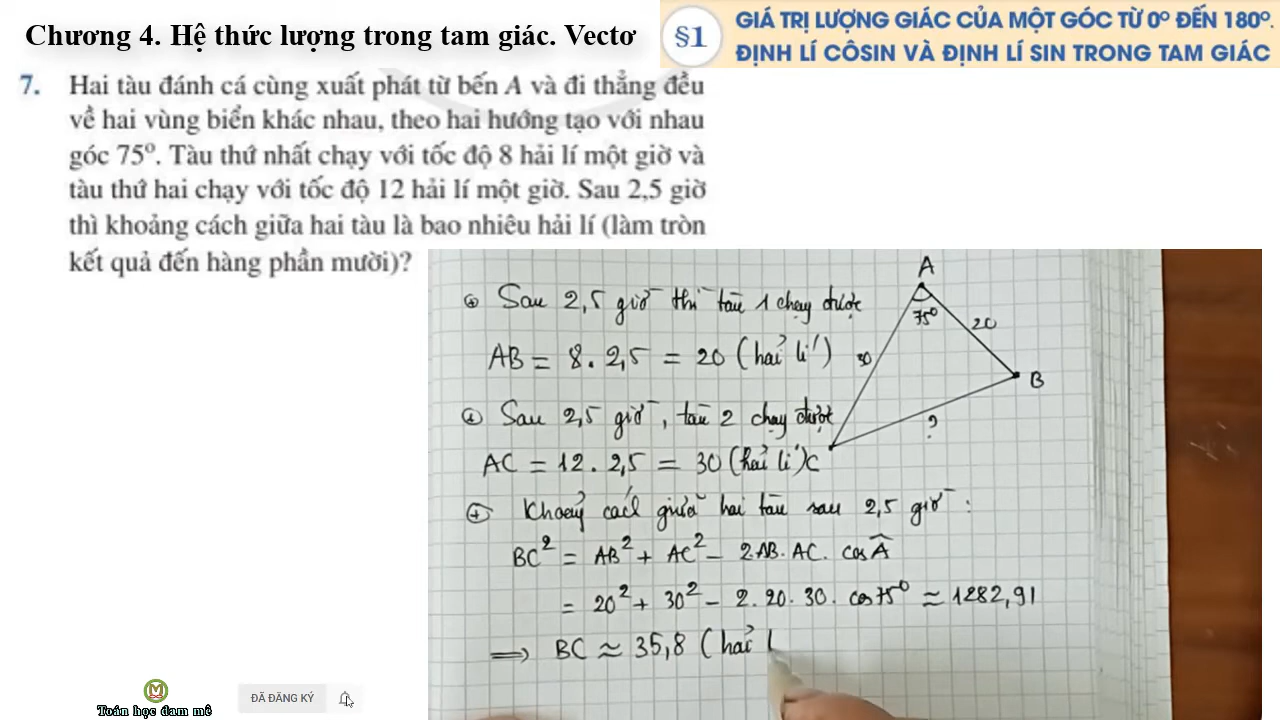 Chương 4. Hệ thức lượng trong tam giác. Vectơ
§1
GIÁ TRỊ LƯỢNG GIÁC CỦA MỘT GÓC TỪ 0° ĐẾN 180°.
ĐỊNH LÍ CÔSIN VÀ ĐỊNH LÍ SIN TRONG TAM GIÁC
7. Hai tàu đánh cá cùng xuất phát từ bến A và đi thẳng đều
về hai vùng biển khác nhau, theo hai hướng tạo với nhau
góc 75°. Tàu thứ nhất chạy với tốc độ 8 hải lí một giờ và
tàu thứ hai chạy với tốc độ 12 hải lí một giờ. Sau 2,5 giờ
thì khoảng cách giữa hai tàu là bao nhiêu hải lí (làm tròn
kết quả đến hàng phần mười)?
+ Sau 2,5 giờ thì tàu 1 chạy được
AB = 8 . 2,5 = 20 (hải lí)
+ Sau 2,5 giờ, tàu 2 chạy được
AC = 12 . 2,5 = 30 (hải lí)
+ Khoảng cách giữa hai tàu sau 2,5 giờ :
BC² = AB² + AC² - 2.AB. AC. cos Â
= 20² + 30² - 2. 20. 30. cos75° ≈ 1282,91
⟹ BC ≈ 35,8 (hải l
A
75°
20
30
B
?
C
M
Toán học đam mê
ĐÃ ĐĂNG KÝ